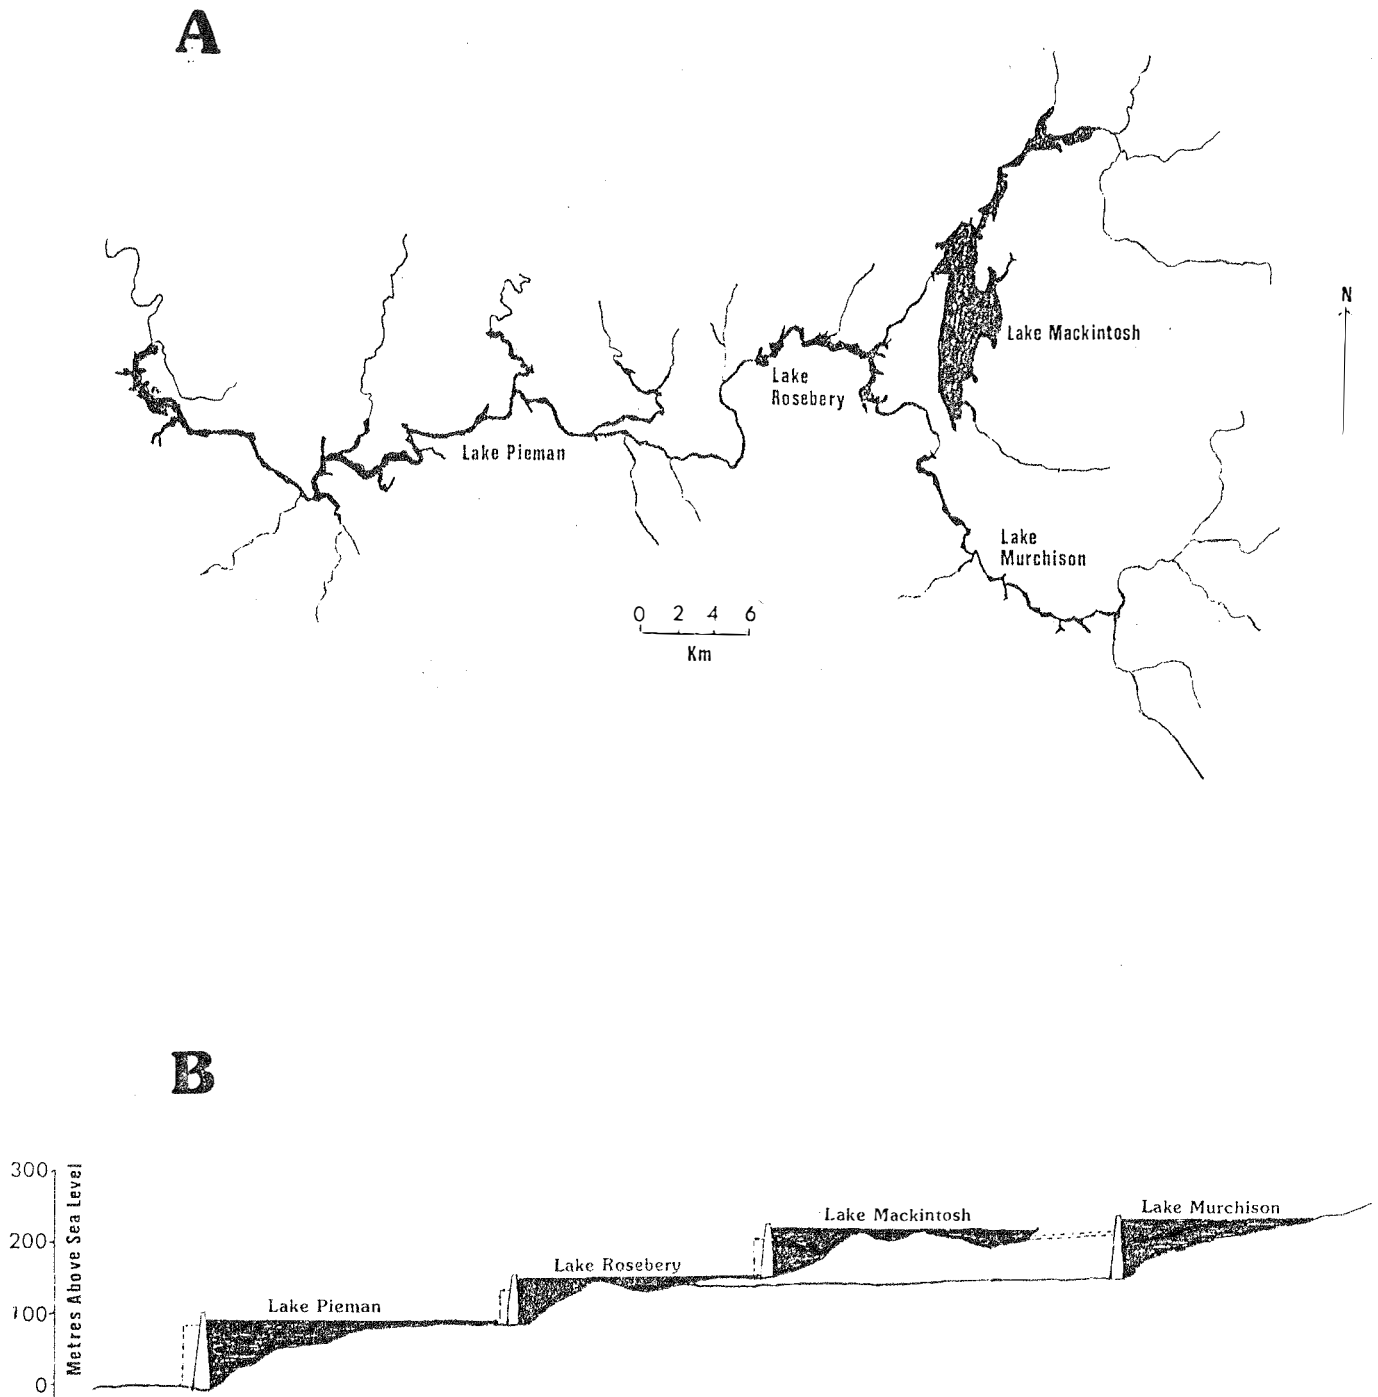 A
N
Lake Mackintosh
Lake
Rosebery
Lake Pieman
Lake
Murchison
0 2 4 6
Km
B
300
200
100
0
Metres Above Sea Level
Lake Pieman
Lake Rosebery
Lake Mackintosh
Lake Murchison